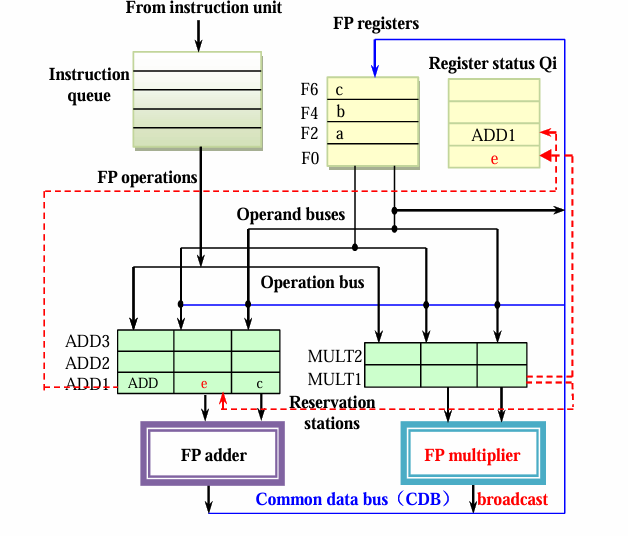 From instruction unit
FP registers
Instruction
queue
Register status Qi
F6 c
F4 b
F2 a
F0
ADD1
e
FP operations
Operand buses
Operation bus
ADD3
ADD2
ADD1 ADD e c
MULT2
MULT1
Reservation
stations
FP adder
FP multiplier
Common data bus（CDB）
broadcast